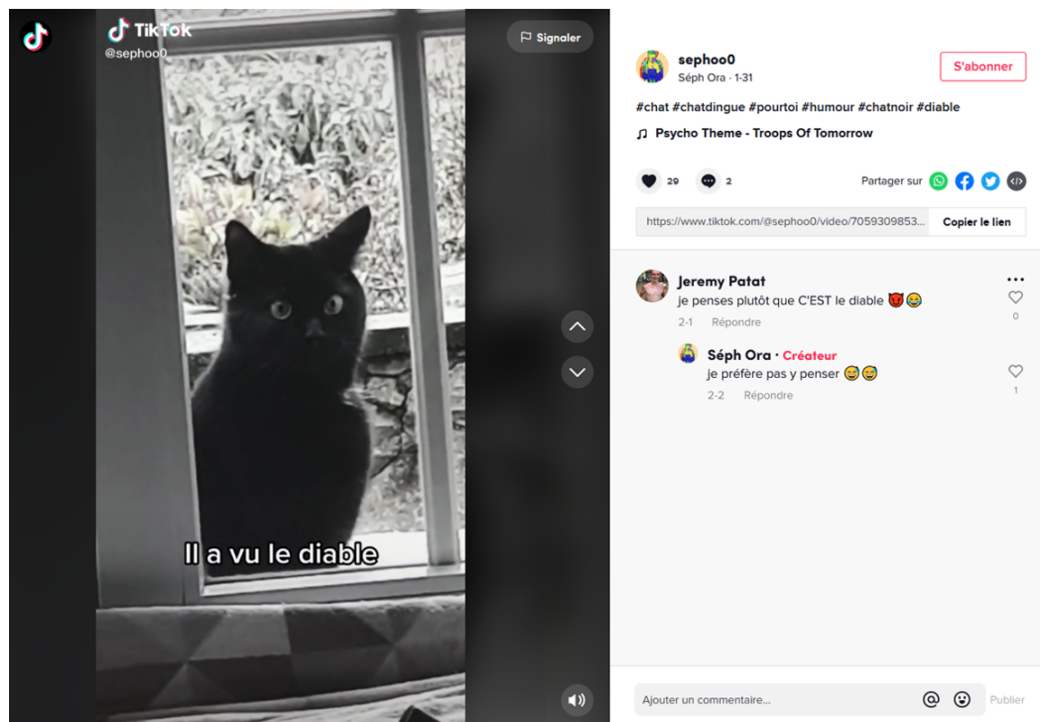 TikTok
@sephoo0
Signaler
Il a vu le diable
sephoo0
Séph Ora · 1-31
S'abonner
#chat #chatdingue #pourtoi #humour #chatnoir #diable
Psycho Theme - Troops Of Tomorrow
29
2
Partager sur
https://www.tiktok.com/@sephoo0/video/7059309853...
Copier le lien
Jeremy Patat
je penses plutôt que C'EST le diable 😈😂
0
2-1 Répondre
Séph Ora · Créateur
je préfère pas y penser 😅😅
1
2-2 Répondre
Ajouter un commentaire...
Publier